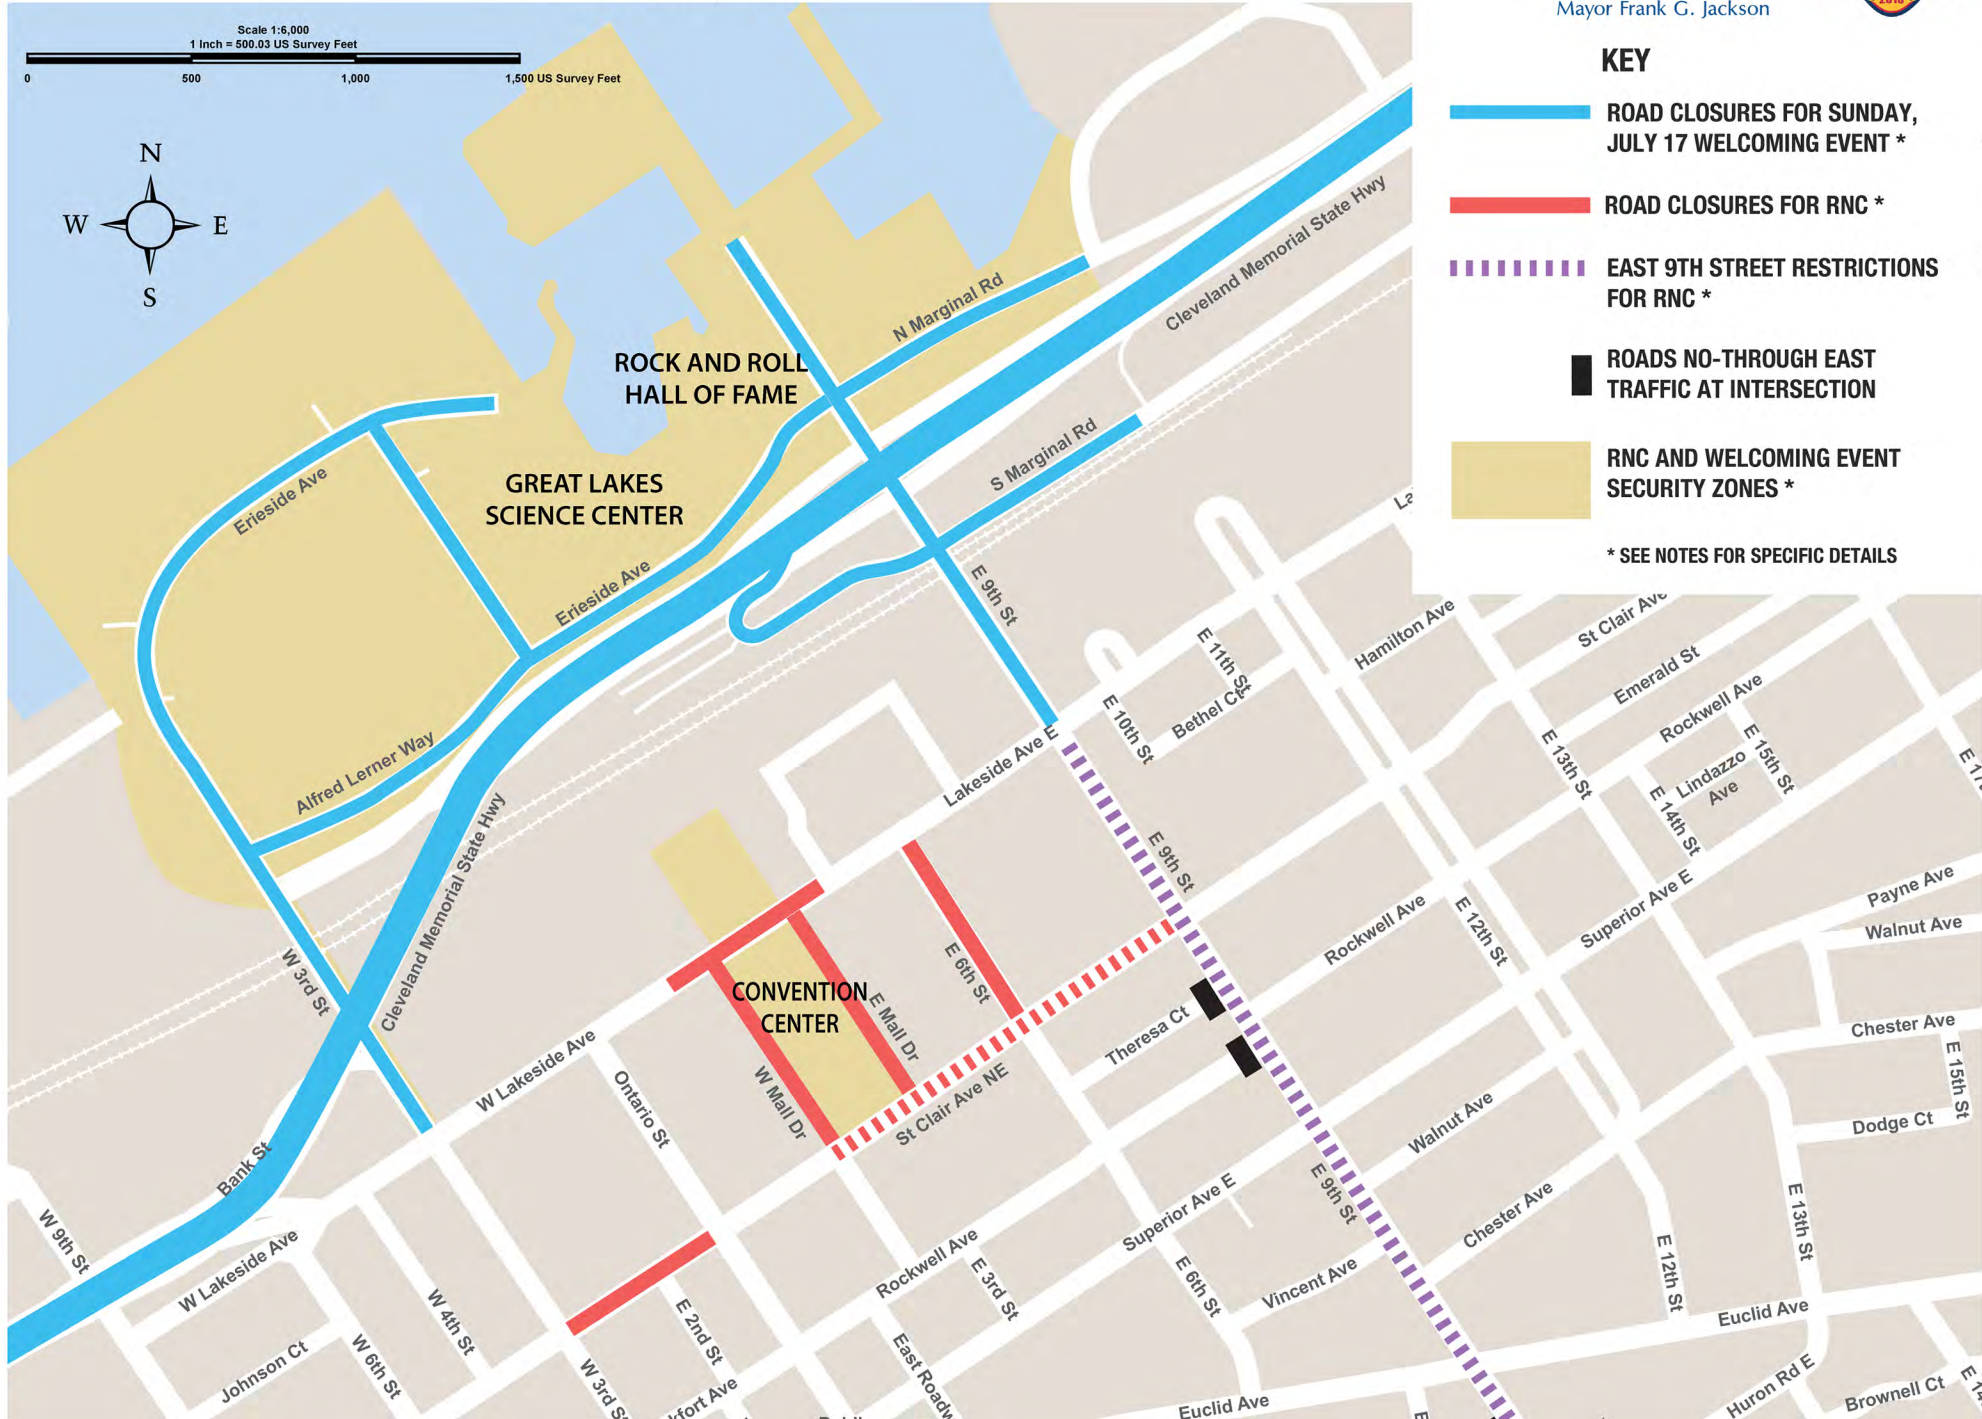 Scale 1:6,000
1 Inch = 500.03 US Survey Feet
0 500 1,000 1,500 US Survey Feet
N
W E
S
Mayor Frank G. Jackson
2016
KEY
ROAD CLOSURES FOR SUNDAY,
JULY 17 WELCOMING EVENT *
ROAD CLOSURES FOR RNC *
EAST 9TH STREET RESTRICTIONS
FOR RNC *
ROADS NO-THROUGH EAST
TRAFFIC AT INTERSECTION
RNC AND WELCOMING EVENT
SECURITY ZONES *
* SEE NOTES FOR SPECIFIC DETAILS
Cleveland Memorial State Hwy
N Marginal Rd
ROCK AND ROLL
HALL OF FAME
S Marginal Rd
GREAT LAKES
SCIENCE CENTER
Erieside Ave
Erieside Ave
E 9th St
Alfred Lerner Way
Cleveland Memorial State Hwy
W 3rd St
Bank St
Lakeside Ave E
E 10th St
E 11th St
Bethel Ct
Hamilton Ave
St Clair Ave
Emerald St
Rockwell Ave
E 13th St
E 15th St
Lindazzo
Ave
E 14th St
E 9th St
E 12th St
Rockwell Ave
Superior Ave E
Payne Ave
Walnut Ave
Chester Ave
E 15th St
Dodge Ct
CONVENTION
CENTER
E Mall Dr
W Mall Dr
E 6th St
St Clair Ave NE
Theresa Ct
W Lakeside Ave
Ontario St
Walnut Ave
E 9th St
Chester Ave
Superior Ave E
Vincent Ave
E 6th St
E 13th St
E 12th St
Euclid Ave
Rockwell Ave
E 3rd St
W 9th St
W Lakeside Ave
W 4th St
E 2nd St
Johnson Ct
W 6th St
W 3rd St
Euclid Ave
Huron Rd E
Brownell Ct